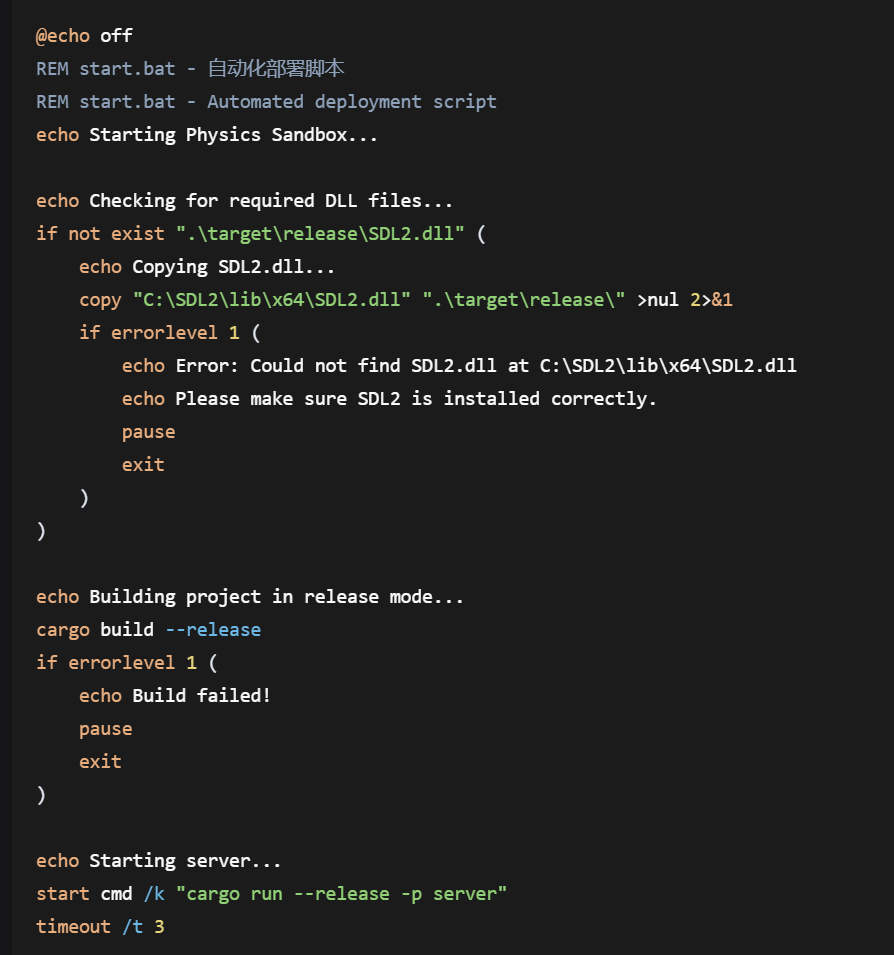 @echo off
REM start.bat - 自动化部署脚本
REM start.bat - Automated deployment script
echo Starting Physics Sandbox...
echo Checking for required DLL files...
if not exist ".\target\release\SDL2.dll" (
    echo Copying SDL2.dll...
    copy "C:\SDL2\lib\x64\SDL2.dll" ".\target\release\" >nul 2>&1
    if errorlevel 1 (
        echo Error: Could not find SDL2.dll at C:\SDL2\lib\x64\SDL2.dll
        echo Please make sure SDL2 is installed correctly.
        pause
        exit
    )
)
echo Building project in release mode...
cargo build --release
if errorlevel 1 (
    echo Build failed!
    pause
    exit
)
echo Starting server...
start cmd /k "cargo run --release -p server"
timeout /t 3